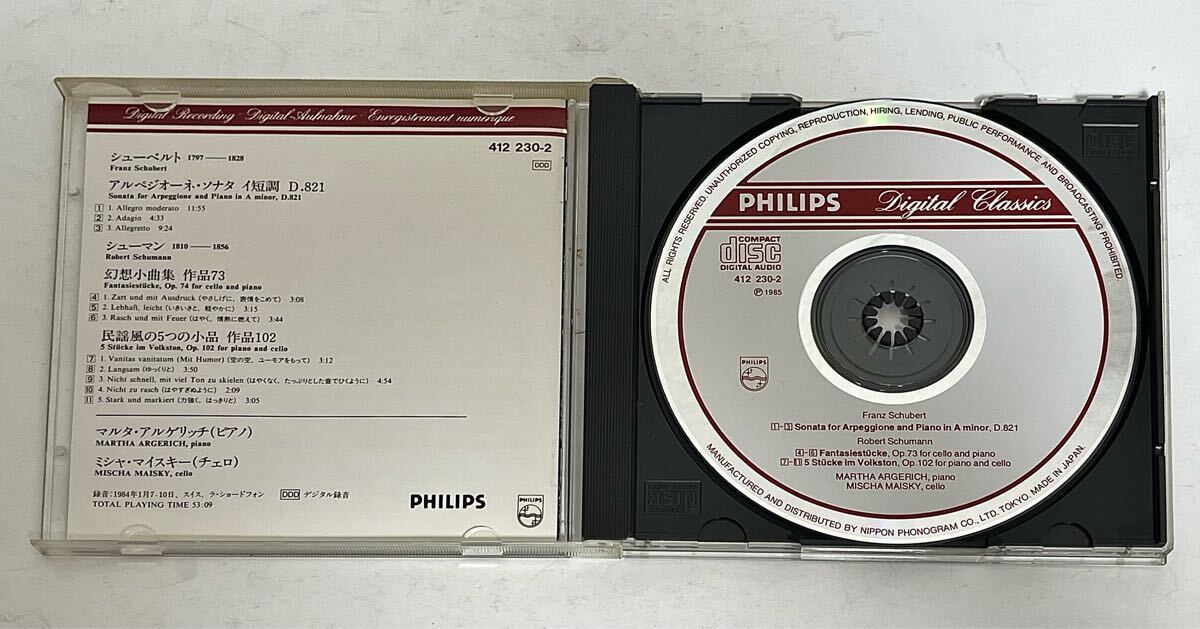 Digital Recording · Digital-Aufnahme · Enregistrement numérique
412 230-2
DDD
シューベルト 1797——1828
Franz Schubert
アルペジオーネ・ソナタ イ短調 D.821
Sonata for Arpeggione and Piano in A minor, D.821
1 1. Allegro moderato 11:55
2 2. Adagio 4:33
3 3. Allegretto 9:24
シューマン 1810——1856
Robert Schumann
幻想小曲集 作品73
Fantasiestücke, Op. 74 for cello and piano
4 1. Zart und mit Ausdruck (やさしげに、表情をこめて) 3:08
5 2. Lebhaft, leicht (いきいきと、軽やかに) 3:15
6 3. Rasch und mit Feuer (はやく、情熱に燃えて) 3:44
民謡風の5つの小品 作品102
5 Stücke im Volkston, Op. 102 for piano and cello
7 1. Vanitas vanitatum (Mit Humor) (空の空、ユーモアをもって) 3:12
8 2. Langsam (ゆっくりと) 3:50
9 3. Nicht schnell, mit viel Ton zu skielen (はやくなく、たっぷりとした音でひくように) 4:54
10 4. Nicht zu rasch (はやすぎぬように) 2:09
11 5. Stark und markiert (力強く、はっきりと) 3:05
マルタ・アルゲリッチ(ピアノ)
MARTHA ARGERICH, piano
ミシャ・マイスキー(チェロ)
MISCHA MAISKY, cello
録音:1984年1月7-10日、スイス、ラ・ショードフォン DDD デジタル録音
TOTAL PLAYING TIME 53:09
PHILIPS
PHILIPS
ALL RIGHTS RESERVED. UNAUTHORIZED COPYING, REPRODUCTION, HIRING, LENDING, PUBLIC PERFORMANCE AND BROADCASTING PROHIBITED.
PHILIPS Digital Classics
COMPACT
disc
DIGITAL AUDIO
412 230-2
Ⓟ 1985
PHILIPS
Franz Schubert
1-3 Sonata for Arpeggione and Piano in A minor, D.821
Robert Schumann
4-6 Fantasiestücke, Op.73 for cello and piano
7-11 5 Stücke im Volkston, Op.102 for piano and cello
MARTHA ARGERICH, piano
MISCHA MAISKY, cello
MANUFACTURED AND DISTRIBUTED BY NIPPON PHONOGRAM CO., LTD. TOKYO. MADE IN JAPAN.
COMPACT
disc
DIGITAL AUDIO
disc